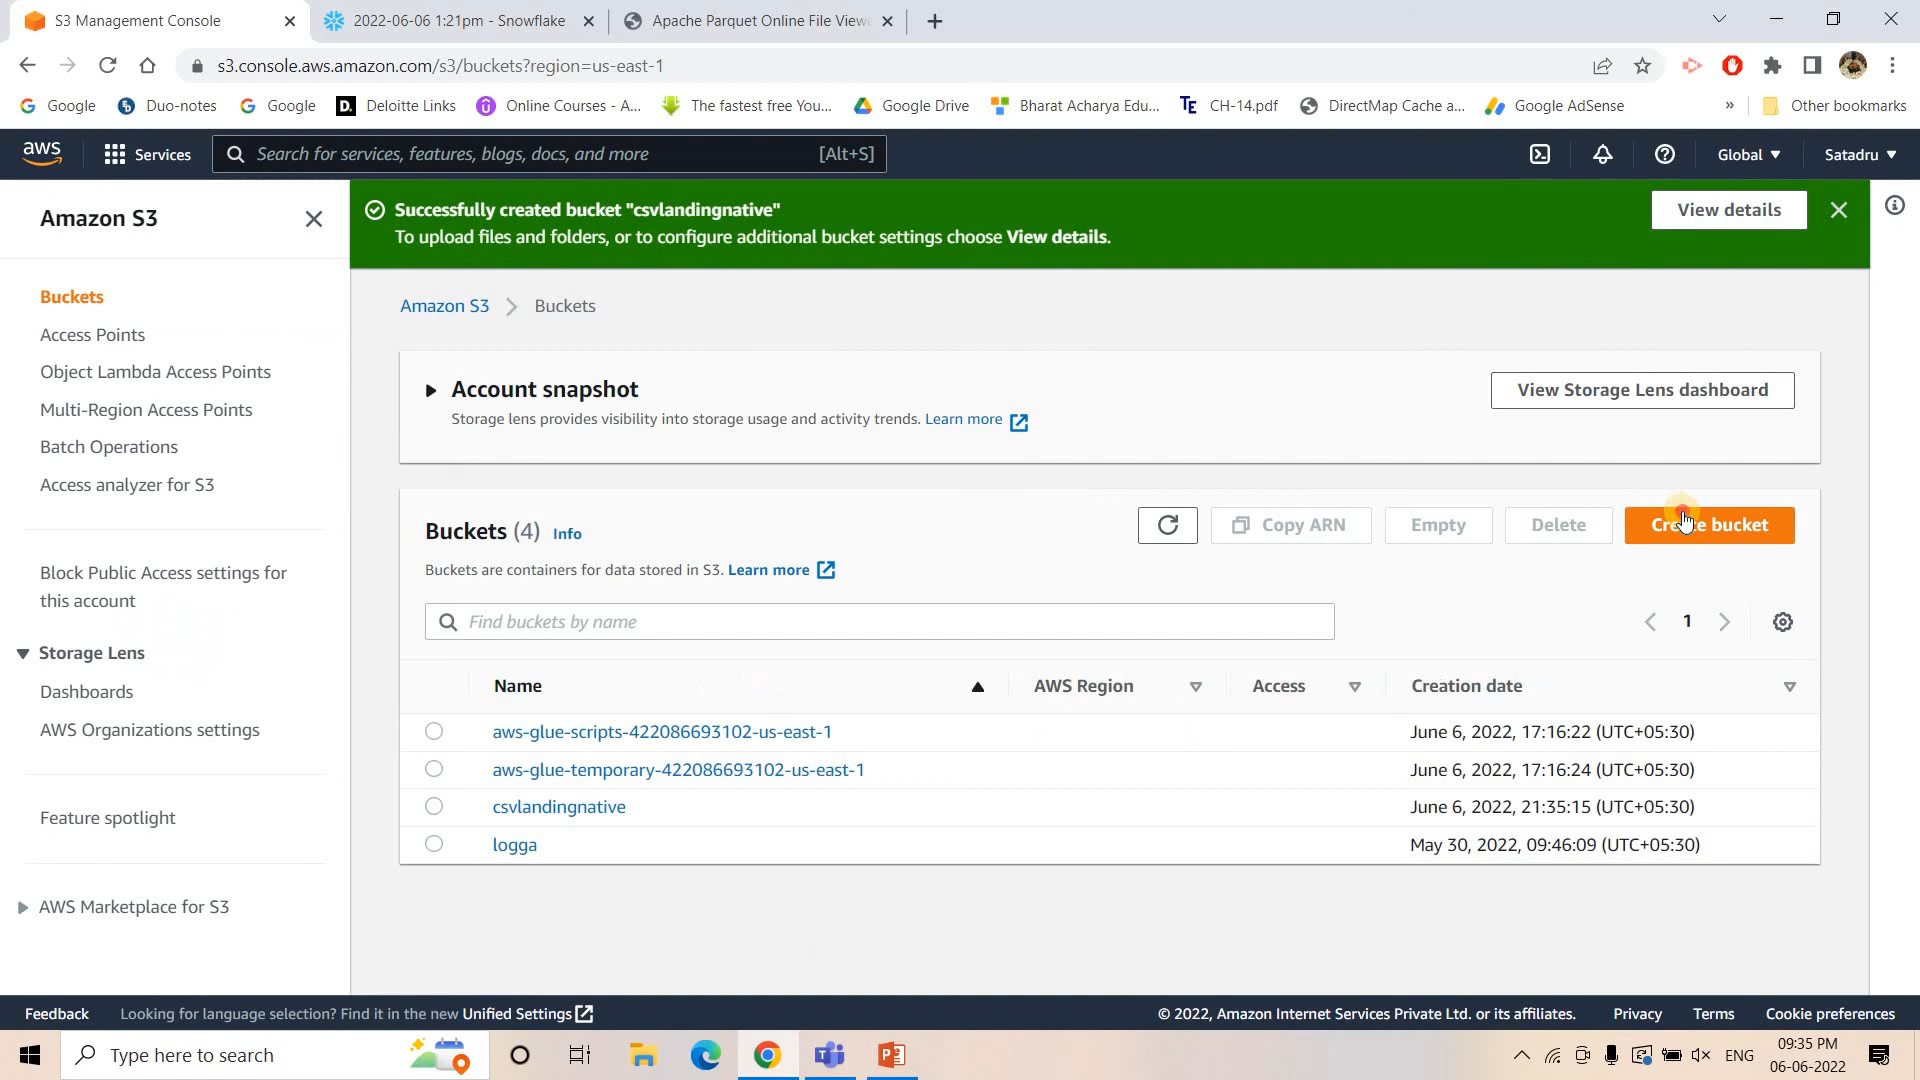 S3 Management Console
2022-06-06 1:21pm - Snowflake
Apache Parquet Online File Viewe
s3.console.aws.amazon.com/s3/buckets?region=us-east-1
Google
Duo-notes
Google
Deloitte Links
Online Courses - A...
The fastest free You...
Google Drive
Bharat Acharya Edu...
CH-14.pdf
DirectMap Cache a...
Google AdSense
»
Other bookmarks
aws
Services
Search for services, features, blogs, docs, and more
[Alt+S]
Global
Satadru
Amazon S3
Buckets
Access Points
Object Lambda Access Points
Multi-Region Access Points
Batch Operations
Access analyzer for S3
Block Public Access settings for
this account
Storage Lens
Dashboards
AWS Organizations settings
Feature spotlight
AWS Marketplace for S3
Successfully created bucket "csvlandingnative"
To upload files and folders, or to configure additional bucket settings choose View details.
View details
Amazon S3
Buckets
Account snapshot
Storage lens provides visibility into storage usage and activity trends. Learn more
View Storage Lens dashboard
Buckets (4) Info
Buckets are containers for data stored in S3. Learn more
Copy ARN
Empty
Delete
Create bucket
Find buckets by name
1
Name
AWS Region
Access
Creation date
aws-glue-scripts-422086693102-us-east-1
June 6, 2022, 17:16:22 (UTC+05:30)
aws-glue-temporary-422086693102-us-east-1
June 6, 2022, 17:16:24 (UTC+05:30)
csvlandingnative
June 6, 2022, 21:35:15 (UTC+05:30)
logga
May 30, 2022, 09:46:09 (UTC+05:30)
Feedback
Looking for language selection? Find it in the new Unified Settings
© 2022, Amazon Internet Services Private Ltd. or its affiliates.
Privacy
Terms
Cookie preferences
Type here to search
ENG
09:35 PM
06-06-2022